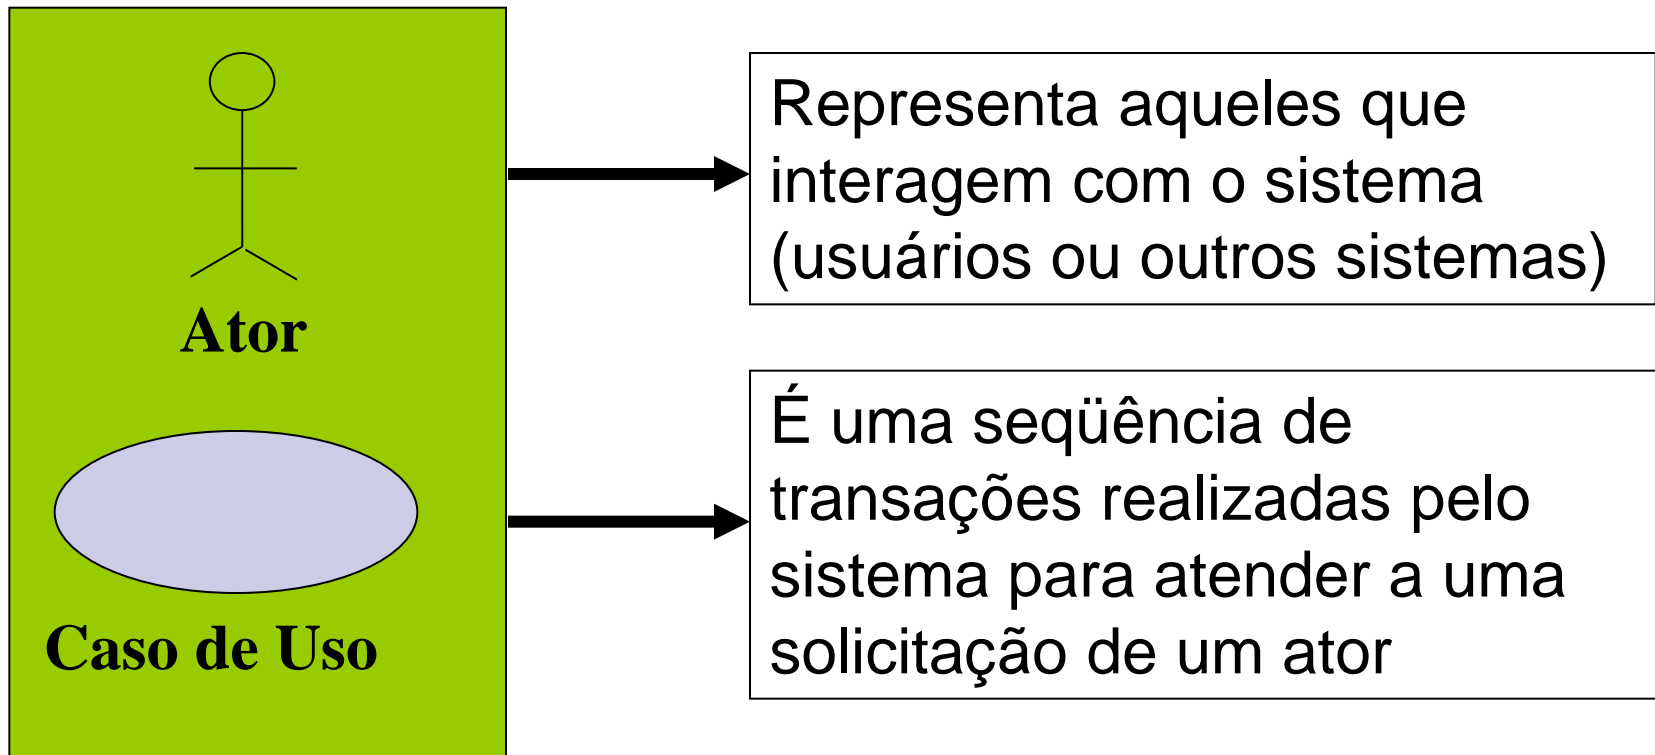 Ator
Representa aqueles que
interagem com o sistema
(usuários ou outros sistemas)
Caso de Uso
É uma seqüência de
transações realizadas pelo
sistema para atender a uma
solicitação de um ator